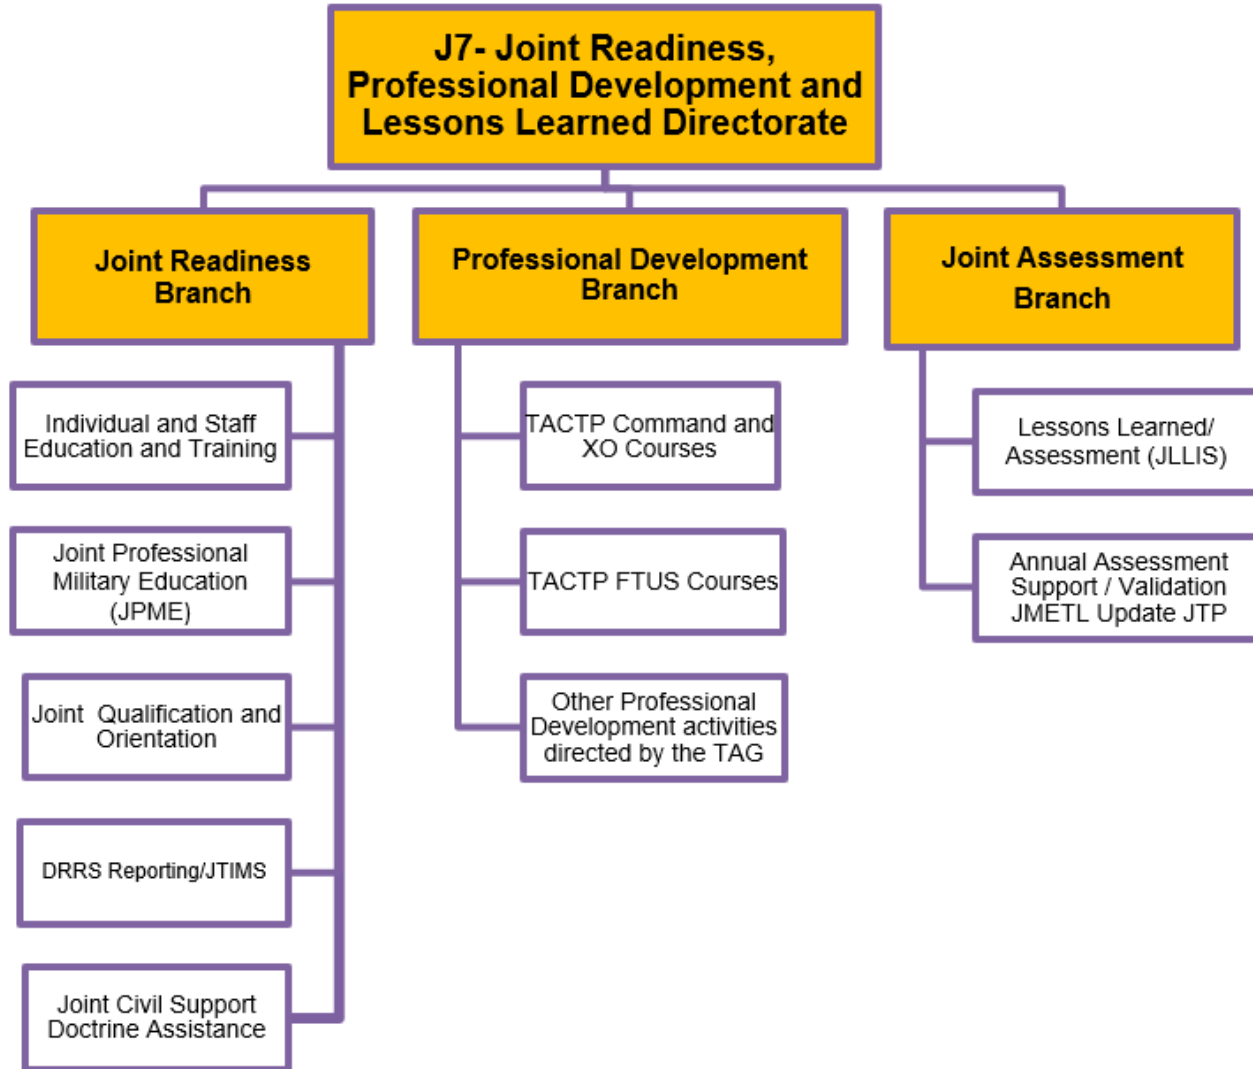 J7- Joint Readiness,
Professional Development and
Lessons Learned Directorate
Joint Readiness
Branch
Professional Development
Branch
Joint Assessment
Branch
Individual and Staff
Education and Training
Joint Professional
Military Education
(JPME)
Joint Qualification and
Orientation
DRRS Reporting/JTIMS
Joint Civil Support
Doctrine Assistance
TACTP Command and
XO Courses
TACTP FTUS Courses
Other Professional
Development activities
directed by the TAG
Lessons Learned/
Assessment (JLLIS)
Annual Assessment
Support / Validation
JMETL Update JTP